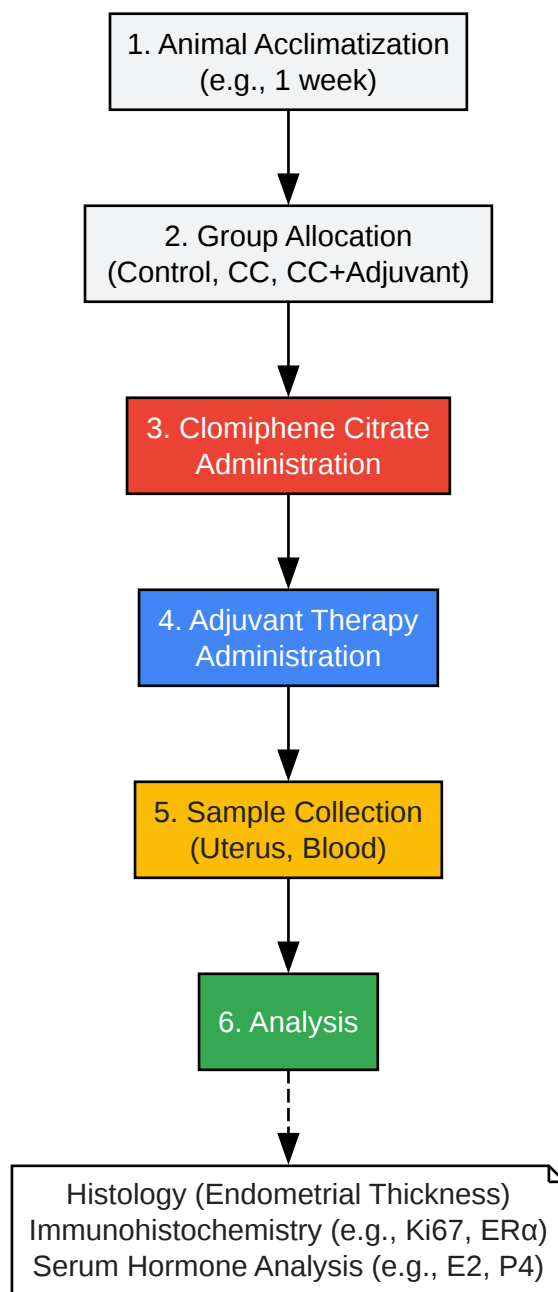 1. Animal Acclimatization
(e.g., 1 week)
2. Group Allocation
(Control, CC, CC+Adjuvant)
3. Clomiphene Citrate
Administration
4. Adjuvant Therapy
Administration
5. Sample Collection
(Uterus, Blood)
6. Analysis
Histology (Endometrial Thickness)
Immunohistochemistry (e.g., Ki67, ERα)
Serum Hormone Analysis (e.g., E2, P4)